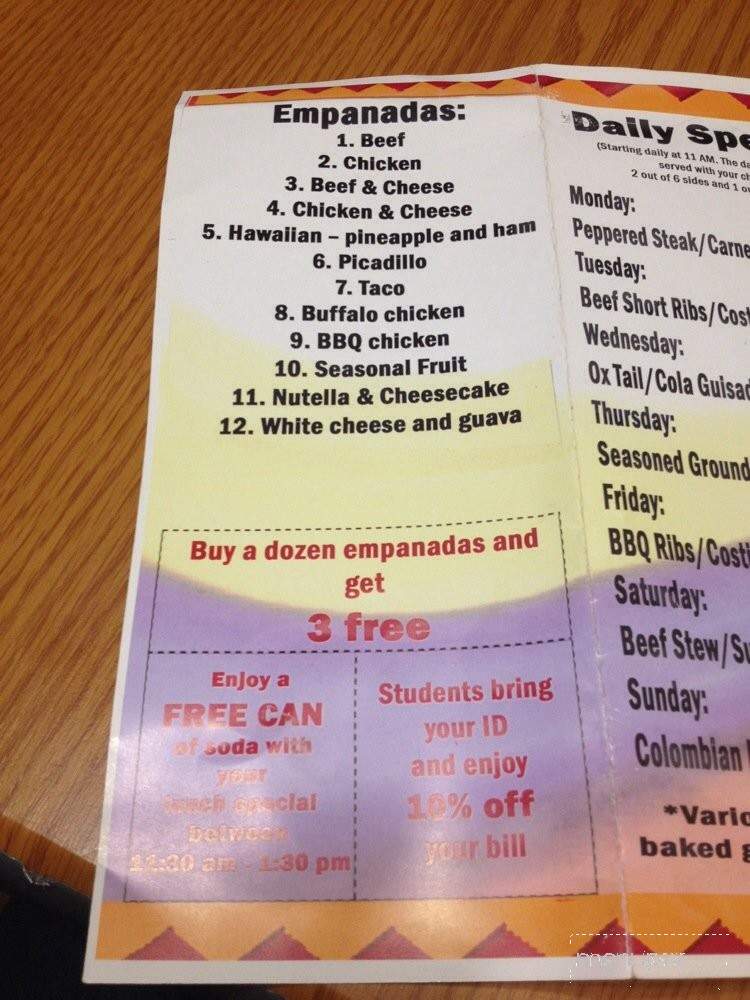 Empanadas:
1. Beef
2. Chicken
3. Beef & Cheese
4. Chicken & Cheese
5. Hawaiian – pineapple and ham
6. Picadillo
7. Taco
8. Buffalo chicken
9. BBQ chicken
10. Seasonal Fruit
11. Nutella & Cheesecake
12. White cheese and guava
Buy a dozen empanadas and
get
3 free
Enjoy a
FREE CAN
of soda with
your
lunch special
between
11:30 am - 1:30 pm
Students bring
your ID
and enjoy
10% off
your bill
Daily Spe
(Starting daily at 11 AM. The da
served with your ch
2 out of 6 sides and 1 o
Monday:
Peppered Steak/Carne
Tuesday:
Beef Short Ribs/Cost
Wednesday:
Ox Tail/Cola Guisad
Thursday:
Seasoned Ground
Friday:
BBQ Ribs/Costi
Saturday:
Beef Stew/Su
Sunday:
Colombian
*Vario
baked g